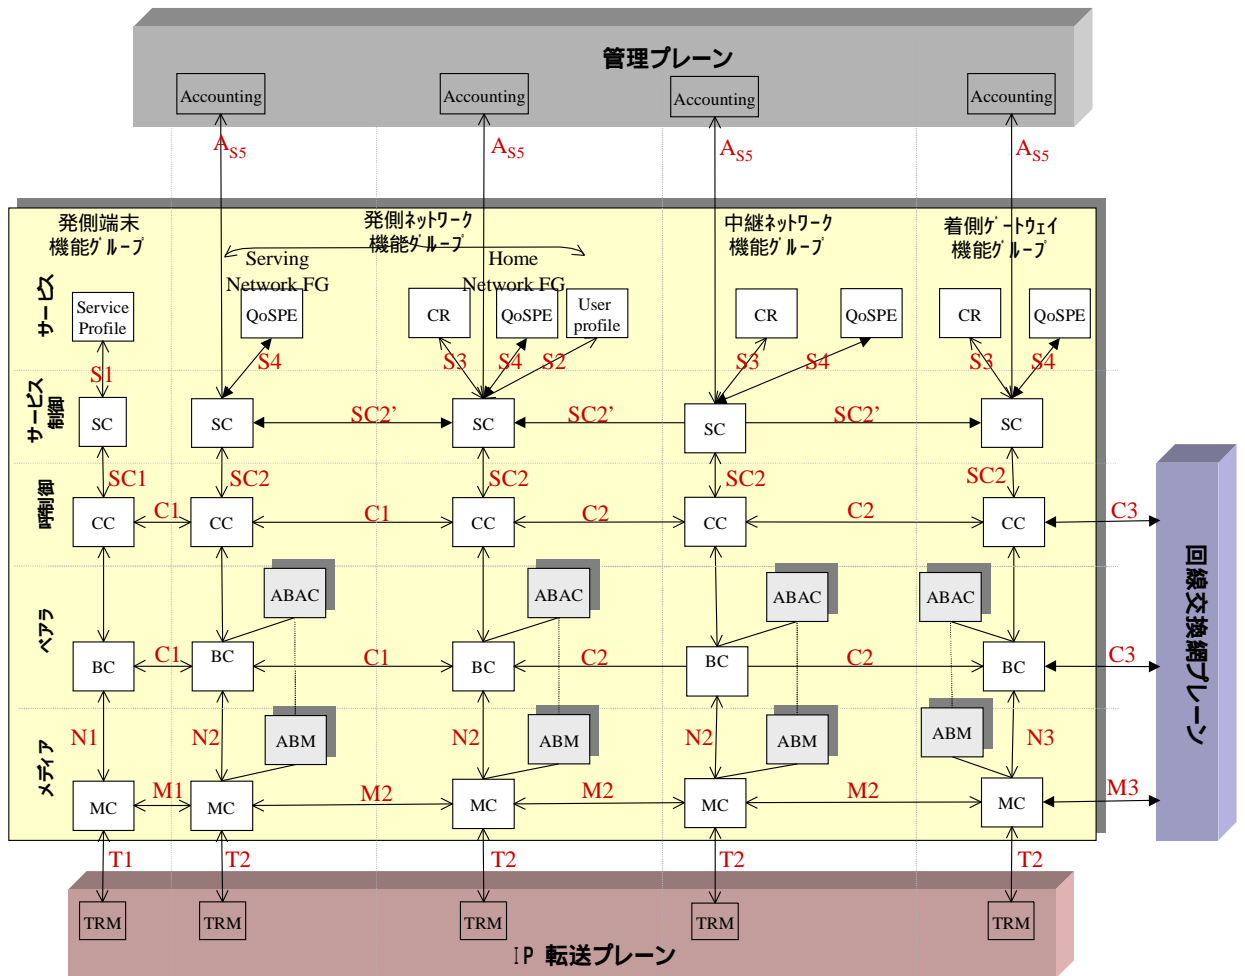 管理プレーン
Accounting
Accounting
Accounting
Accounting
A_S5
A_S5
A_S5
A_S5
発側端末
機能グループ
発側ネットワーク
機能グループ
中継ネットワーク
機能グループ
着側ゲートウェイ
機能グループ
Serving
Network FG
Home
Network FG
サービス
Service
Profile
QoSPE
CR
QoSPE
User
profile
CR
QoSPE
CR
QoSPE
S1
S4
S3
S4
S2
S3
S4
S3
S4
サービス
制御
SC
SC
SC2’
SC
SC2’
SC
SC2’
SC
SC1
SC2
SC2
SC2
SC2
呼制御
CC
C1
CC
C1
CC
C2
CC
C2
CC
C3
ABAC
ABAC
ABAC
ABAC
ベアラ
BC
C1
BC
C1
BC
C2
BC
C2
BC
C3
回線交換網プレーン
N1
N2
ABM
N2
ABM
N2
ABM
ABM
N3
メディア
MC
M1
MC
M2
MC
M2
MC
M2
MC
M3
T1
T2
T2
T2
T2
TRM
TRM
TRM
TRM
TRM
IP 転送プレーン